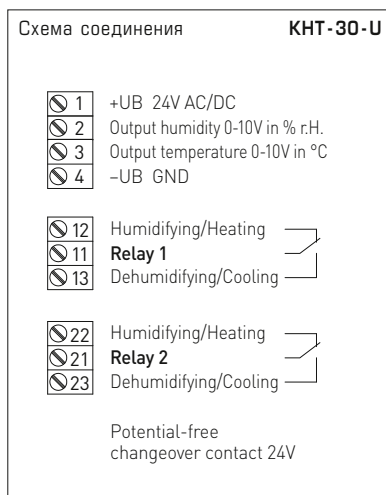 Схема соединения KHT-30-U
1 +UB 24V AC/DC
2 Output humidity 0-10V in % r.H.
3 Output temperature 0-10V in °C
4 –UB GND
12 Humidifying/Heating
11 Relay 1
13 Dehumidifying/Cooling
22 Humidifying/Heating
21 Relay 2
23 Dehumidifying/Cooling
Potential-free
changeover contact 24V